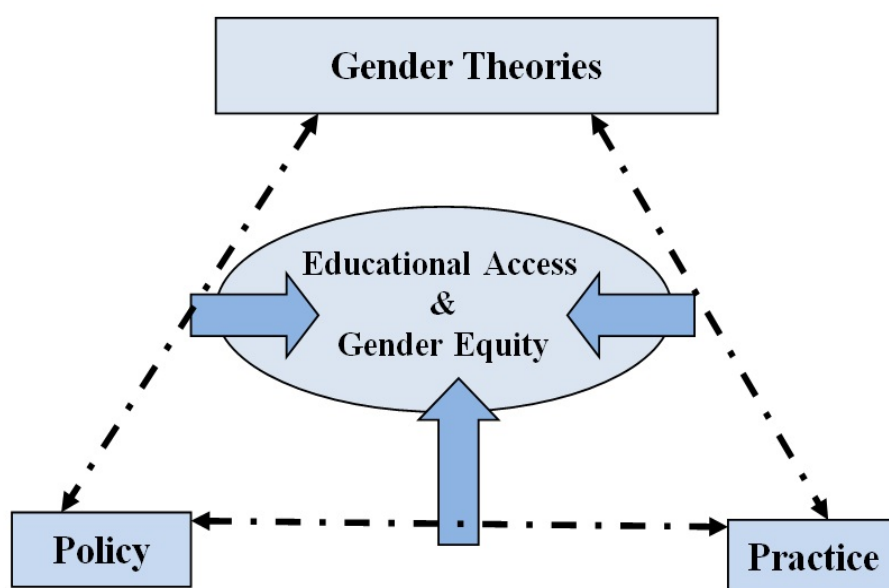 Gender Theories
Educational Access
&
Gender Equity
Policy
Practice